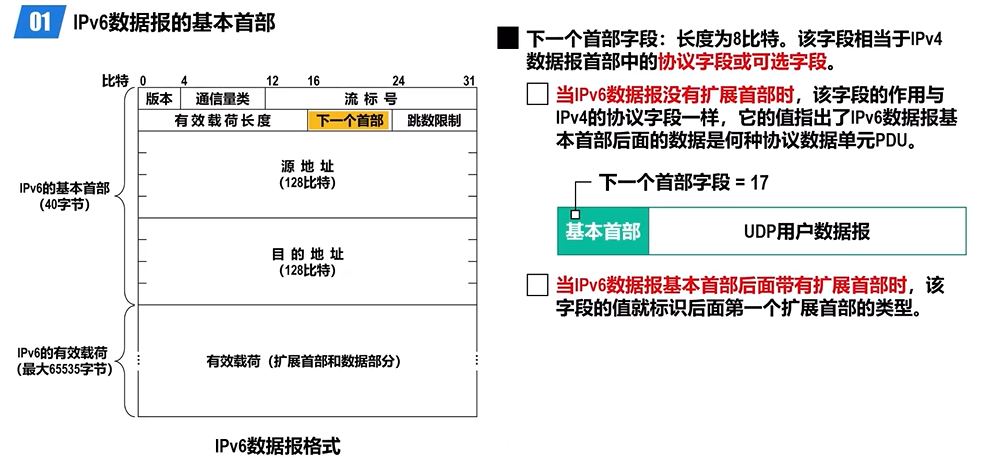 01 IPv6数据报的基本首部
比特 0 4 12 16 24 31
版本 通信量类 流标号
有效载荷长度 下一个首部 跳数限制
源地址
(128比特)
IPv6的基本首部
(40字节)
目的地址
(128比特)
IPv6的有效载荷
(最大65535字节)
有效载荷（扩展首部和数据部分）
IPv6数据报格式
下一个首部字段：长度为8比特。该字段相当于IPv4
数据报首部中的协议字段或可选字段。
当IPv6数据报没有扩展首部时，该字段的作用与
IPv4的协议字段一样，它的值指出了IPv6数据报基
本首部后面的数据是何种协议数据单元PDU。
下一个首部字段 = 17
基本首部 UDP用户数据报
当IPv6数据报基本首部后面带有扩展首部时，该
字段的值就标识后面第一个扩展首部的类型。